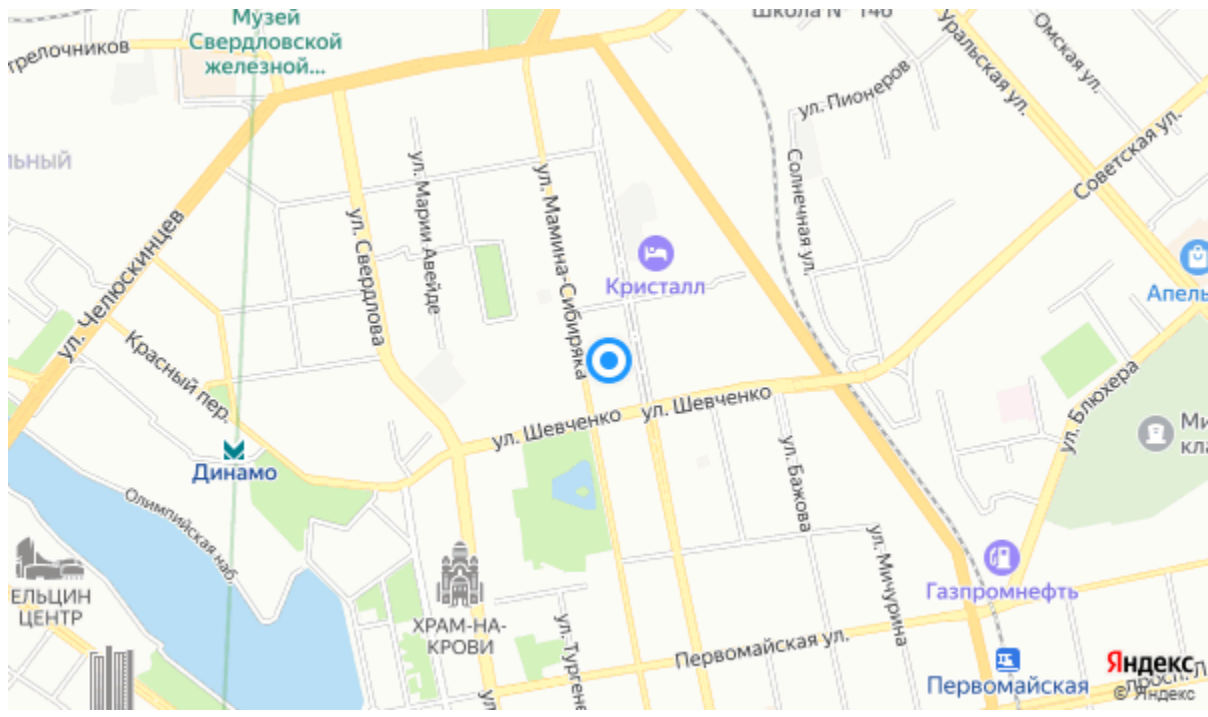 Школа № 146
Музей
Свердловской
железной...
трелочников
Уральская ул.
Омская ул.
ул. Пионеров
Советская ул.
льный
ул. Марии Авейде
ул. Мамина-Сибиряка
Солнечная ул.
ул. Свердлова
ул. Челюскинцев
Кристалл
Апель
Красный пер.
ул. Шевченко
ул. Шевченко
ул. Блюхера
Ми
кла
Динамо
ул. Бажова
Олимпийская наб.
ул. Мичурина
ЕЛЬЦИН
ЦЕНТР
Газпромнефть
ХРАМ-НА-
КРОВИ
ул. Тургене
Первомайская ул.
Яндекс
Первомайская
просп. Л
ул.
© Яндекс